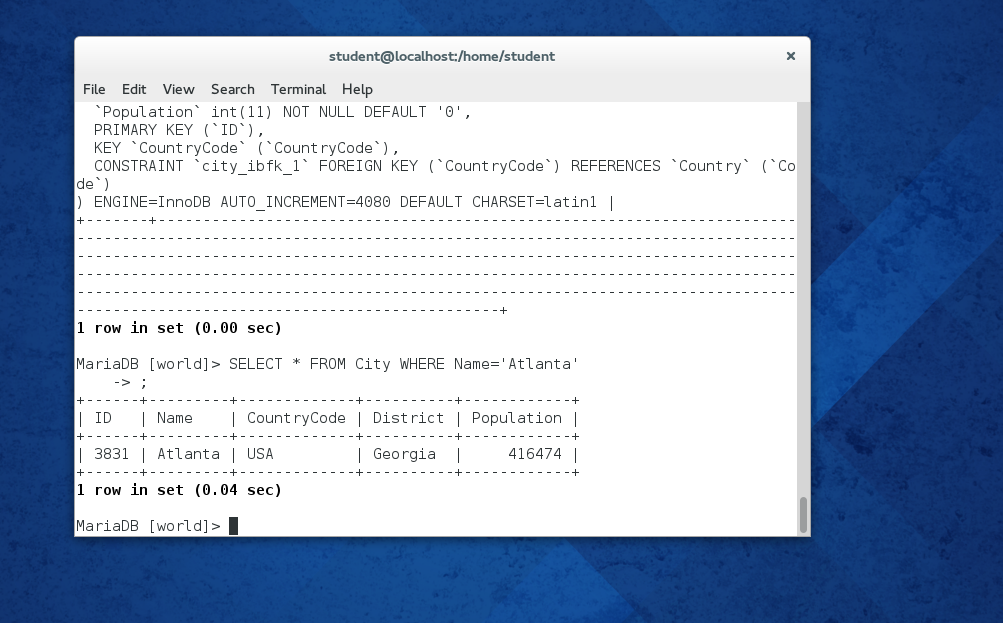 student@localhost:/home/student
×
File Edit View Search Terminal Help
  `Population` int(11) NOT NULL DEFAULT '0',
  PRIMARY KEY (`ID`),
  KEY `CountryCode` (`CountryCode`),
  CONSTRAINT `city_ibfk_1` FOREIGN KEY (`CountryCode`) REFERENCES `Country` (`Co
de`)
) ENGINE=InnoDB AUTO_INCREMENT=4080 DEFAULT CHARSET=latin1 |
+-------+------------------------------------------------------------------------
--------------------------------------------------------------------------------
--------------------------------------------------------------------------------
--------------------------------------------------------------------------------
--------------------------------------------------------------------------------
-----------------------------------------------+
1 row in set (0.00 sec)

MariaDB [world]> SELECT * FROM City WHERE Name='Atlanta'
    -> ;
+------+---------+-------------+----------+------------+
| ID   | Name    | CountryCode | District | Population |
+------+---------+-------------+----------+------------+
| 3831 | Atlanta | USA         | Georgia  |     416474 |
+------+---------+-------------+----------+------------+
1 row in set (0.04 sec)

MariaDB [world]>